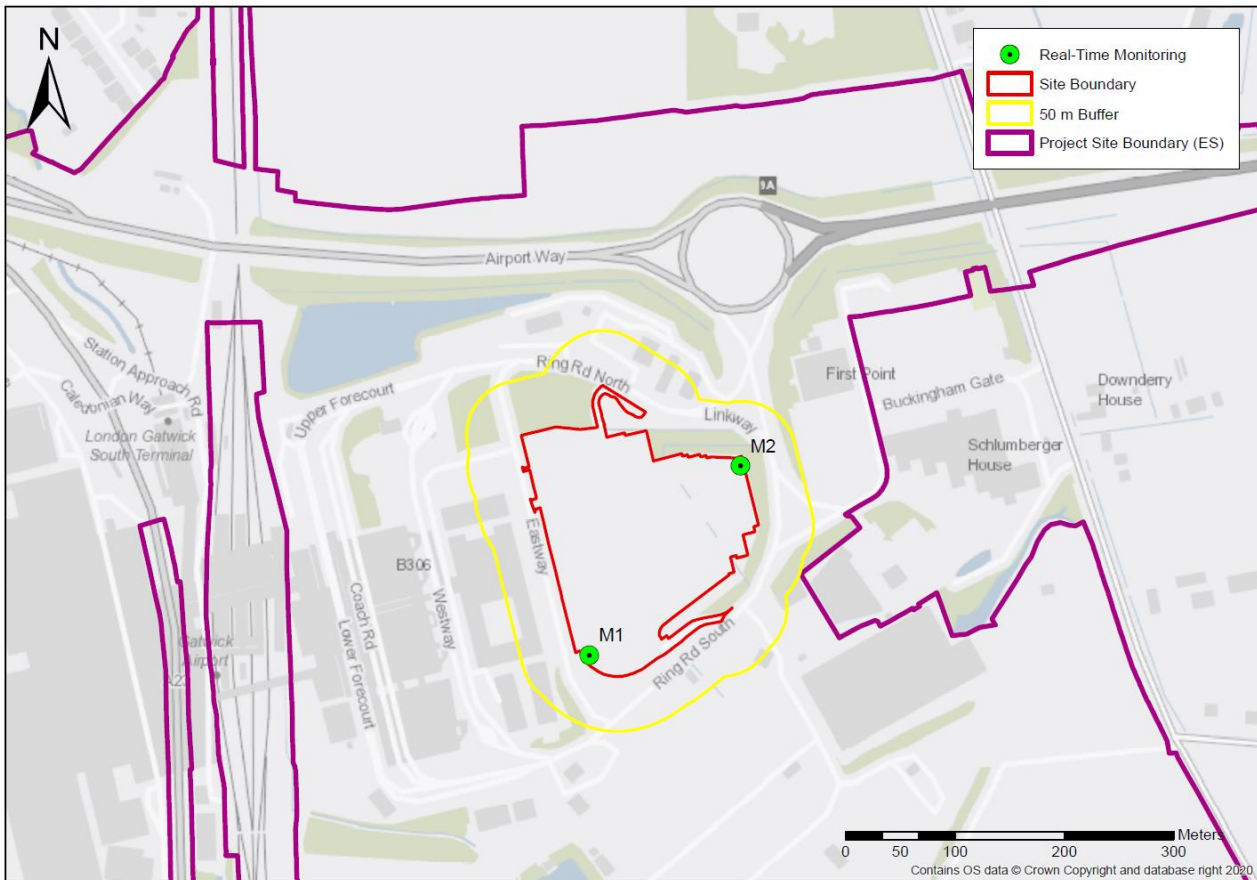 N
Real-Time Monitoring
Site Boundary
50 m Buffer
Project Site Boundary (ES)
9A
Airport Way
Station Approach Rd
Caledonian Way
London Gatwick
South Terminal
Upper Forecourt
Ring Rd North
Linkway
First Point
Buckingham Gate
Downderry
House
Schlumberger
House
M2
Eastway
B306
Westway
Coach Rd
Lower Forecourt
Gatwick
Airport
A23
M1
Ring Rd South
Meters
0 50 100 200 300
Contains OS data © Crown Copyright and database right 2020